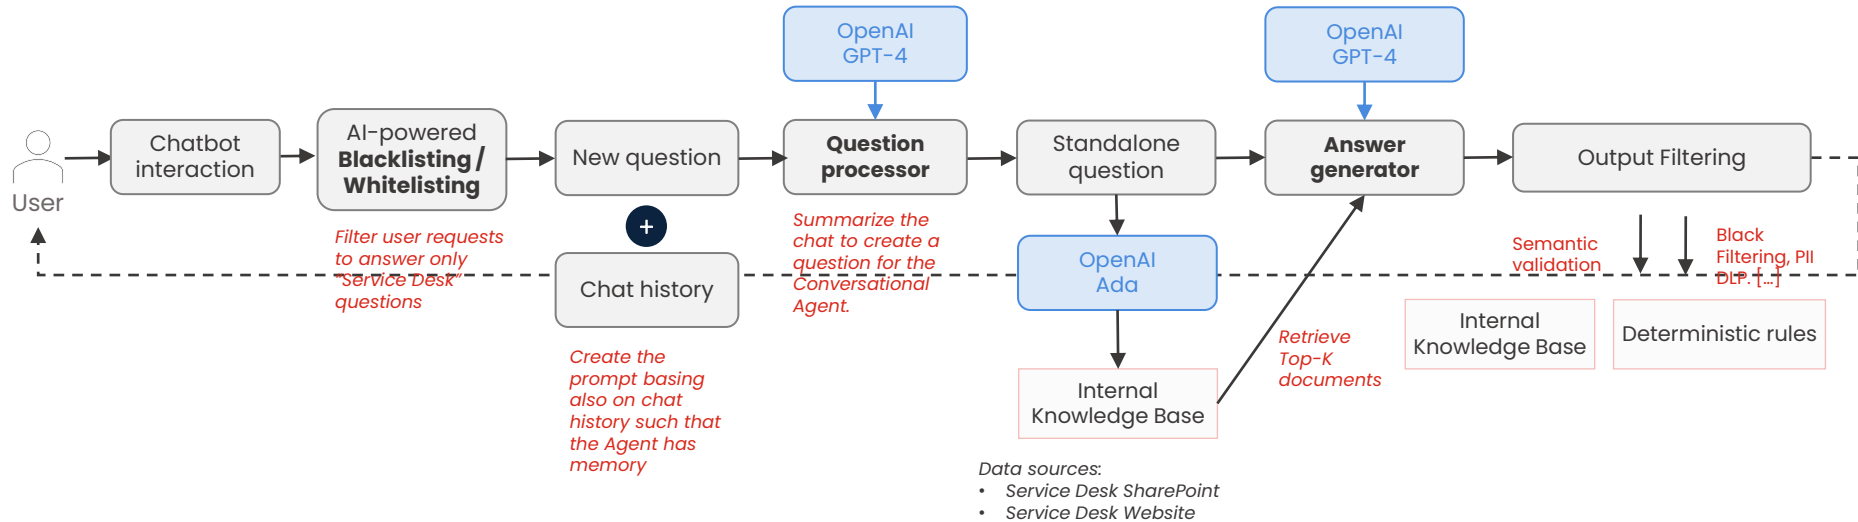 OpenAI
GPT-4
OpenAI
GPT-4
User
Chatbot
interaction
AI-powered
Blacklisting /
Whitelisting
New question
Question
processor
Standalone
question
Answer
generator
Output Filtering
Filter user requests
to answer only
“Service Desk”
questions
+
Chat history
Create the
prompt basing
also on chat
history such that
the Agent has
memory
Summarize the
chat to create a
question for the
Conversational
Agent.
OpenAI
Ada
Internal
Knowledge Base
Retrieve
Top-K
documents
Data sources:
• Service Desk SharePoint
• Service Desk Website
Semantic
validation
Black
Filtering, PII
DLP. [...]
Internal
Knowledge Base
Deterministic rules